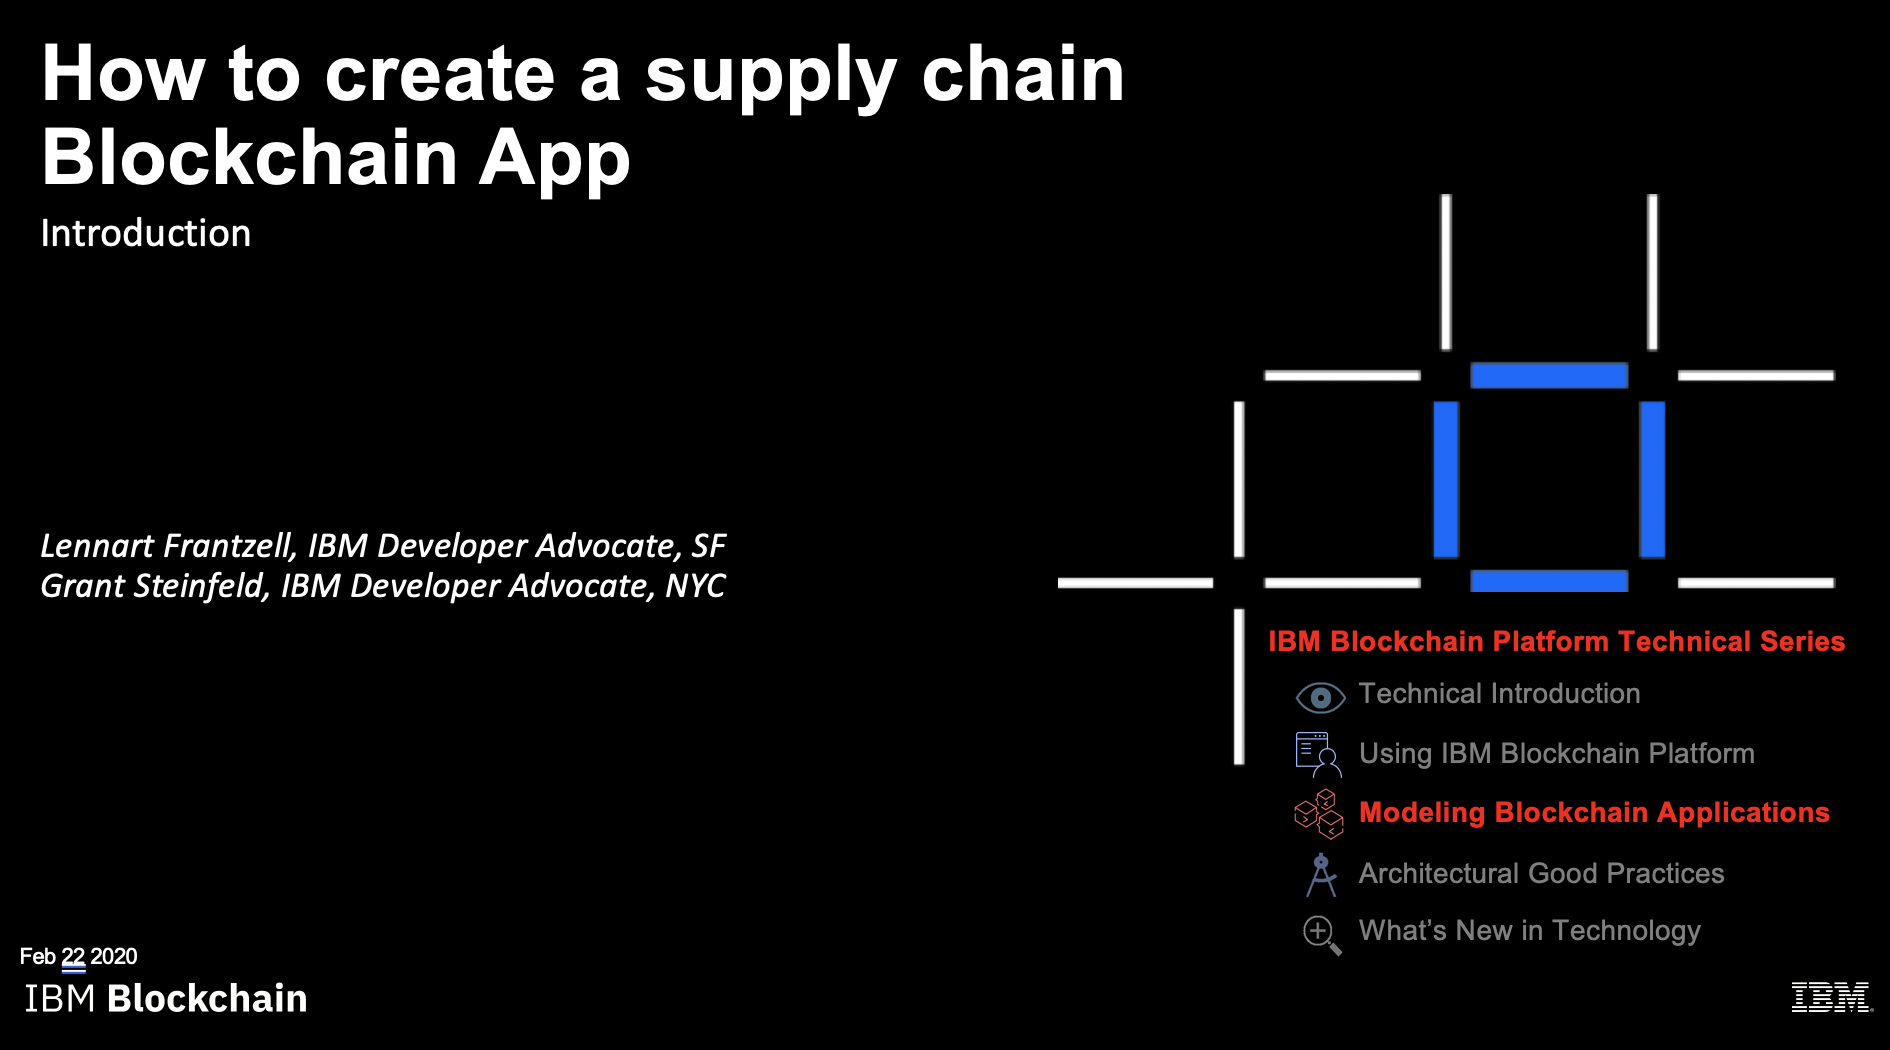 How to create a supply chain
Blockchain App
Introduction
Lennart Frantzell, IBM Developer Advocate, SF
Grant Steinfeld, IBM Developer Advocate, NYC
IBM Blockchain Platform Technical Series
Technical Introduction
Using IBM Blockchain Platform
Modeling Blockchain Applications
Architectural Good Practices
What’s New in Technology
Feb 22 2020
IBM Blockchain
IBM